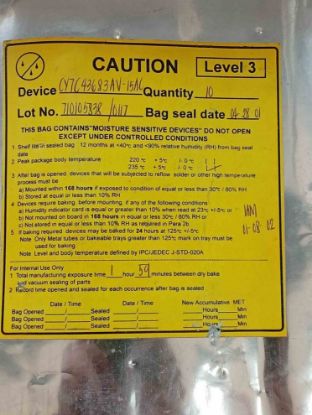 CAUTION Level 3
Device CY7C43683AV-15AC Quantity 10
Lot No. 710105838 / 0117 Bag seal date
THIS BAG CONTAINS "MOISTURE SENSITIVE DEVICES" DO NOT OPEN
EXCEPT UNDER CONTROLLED CONDITIONS
1 Shelf life in sealed bag 12 months at <40°C and <90% relative humidity (RH) from bag seal
date
2 Peak package body temperature 220 °C + 5°C / - 0 °C
235 °C + 5°C / - 0 °C
3 After bag is opened, devices that will be subjected to reflow solder or other high temperature
process must be
a) Mounted within 168 hours if exposed to condition of equal or less than 30°C / 60% RH
b) Stored at equal or less than 10% RH
4 Devices require baking, before mounting, if any of the following conditions
a) Humidity indicator card is equal or greater than 10% when read at 23°C +/-5°C or
b) Not mounted on board in 168 hours in equal or less 30°C / 60% RH or
c) Not stored in equal or less than 10% RH as required in Para 2b
5 If baking required, devices may be baked for 24 hours at 125°C +/-5°C
Note Only Metal tubes or bakeable trays greater than 125°C mark on tray must be
used for baking
Note Level and body temperature defined by IPC/JEDEC J-STD-020A
For Internal Use Only
1 Total manufacturing exposure time 1 hour 59 minutes between dry bake
and vacuum sealing of parts
2 Record time opened and sealed for each occurrence after bag is sealed
Date / Time Date / Time New Accumulative MET
Bag Opened Sealed Hours Min
Bag Opened Sealed Hours Min
Bag Opened Sealed Hours Min